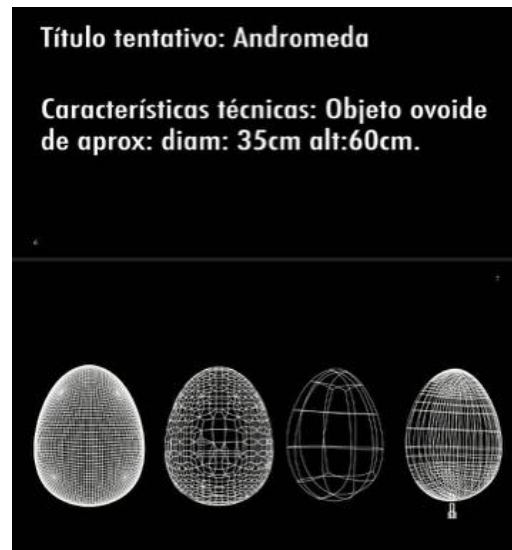 Título tentativo: Andromeda
Características técnicas: Objeto ovoide
de aprox: diam: 35cm alt:60cm.